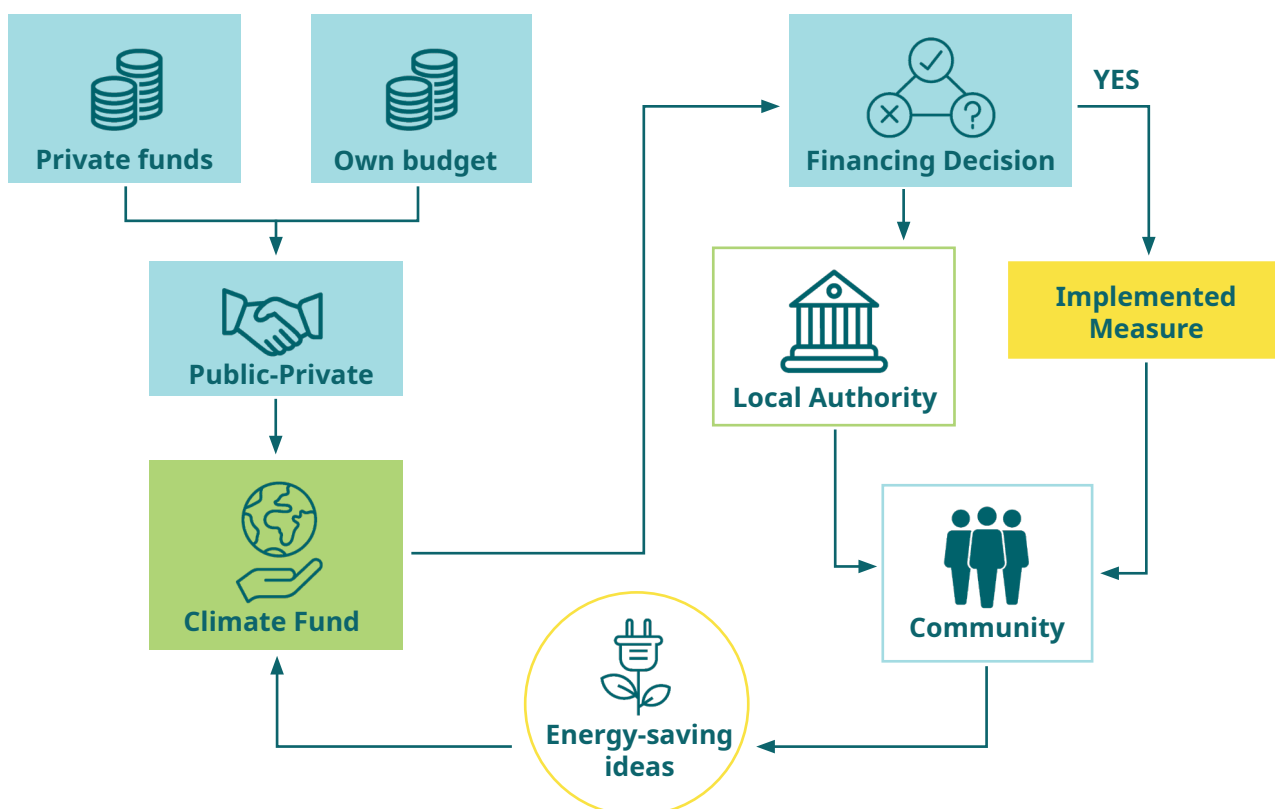 Private funds
Own budget
Public-Private
Climate Fund
Financing Decision
YES
Local Authority
Implemented
Measure
Community
Energy-saving
ideas